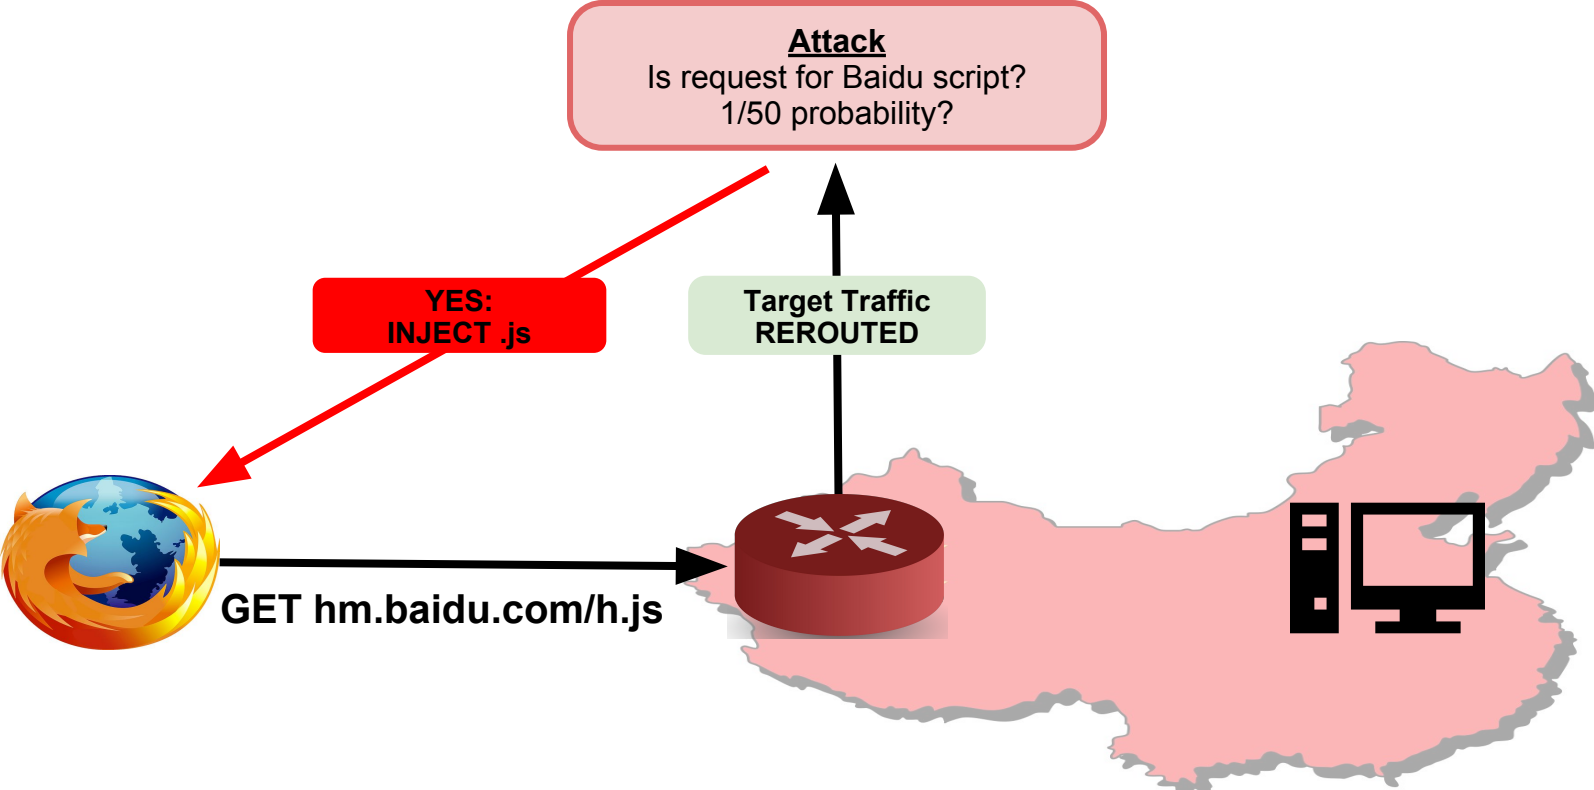 Attack
Is request for Baidu script?
1/50 probability?
YES:
INJECT .js
Target Traffic
REROUTED
GET hm.baidu.com/h.js